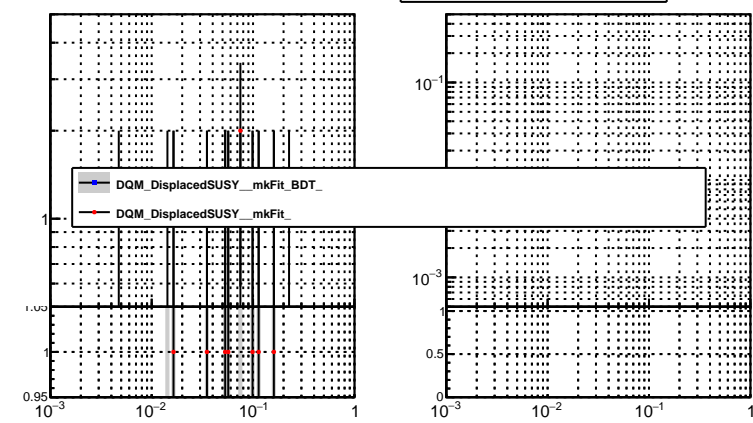 10−1
DQM_DisplacedSUSY__mkFit_BDT_
DQM_DisplacedSUSY__mkFit_
1
10−3
1.05
1
1
0.5
0.95
0
10−3 10−2 10−1 1
10−3 10−2 10−1 1